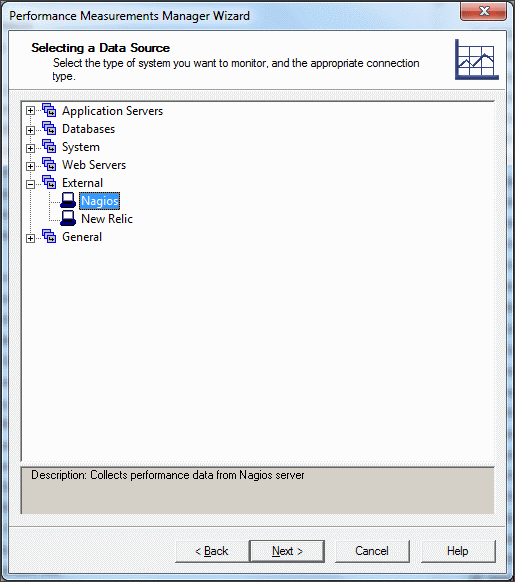 Performance Measurements Manager Wizard
Selecting a Data Source
Select the type of system you want to monitor, and the appropriate connection
type.
Application Servers
Databases
System
Web Servers
External
Nagios
New Relic
General
Description: Collects performance data from Nagios server
< Back
Next >
Cancel
Help